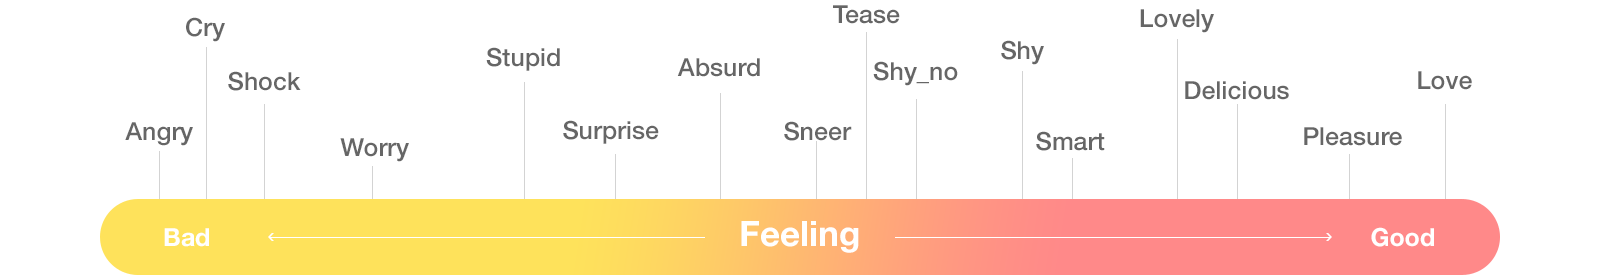 Tease
Lovely
Cry
Shy
Stupid
Absurd
Shy_no
Love
Shock
Delicious
Surprise
Angry
Sneer
Pleasure
Smart
Worry
Bad
Feeling
Good